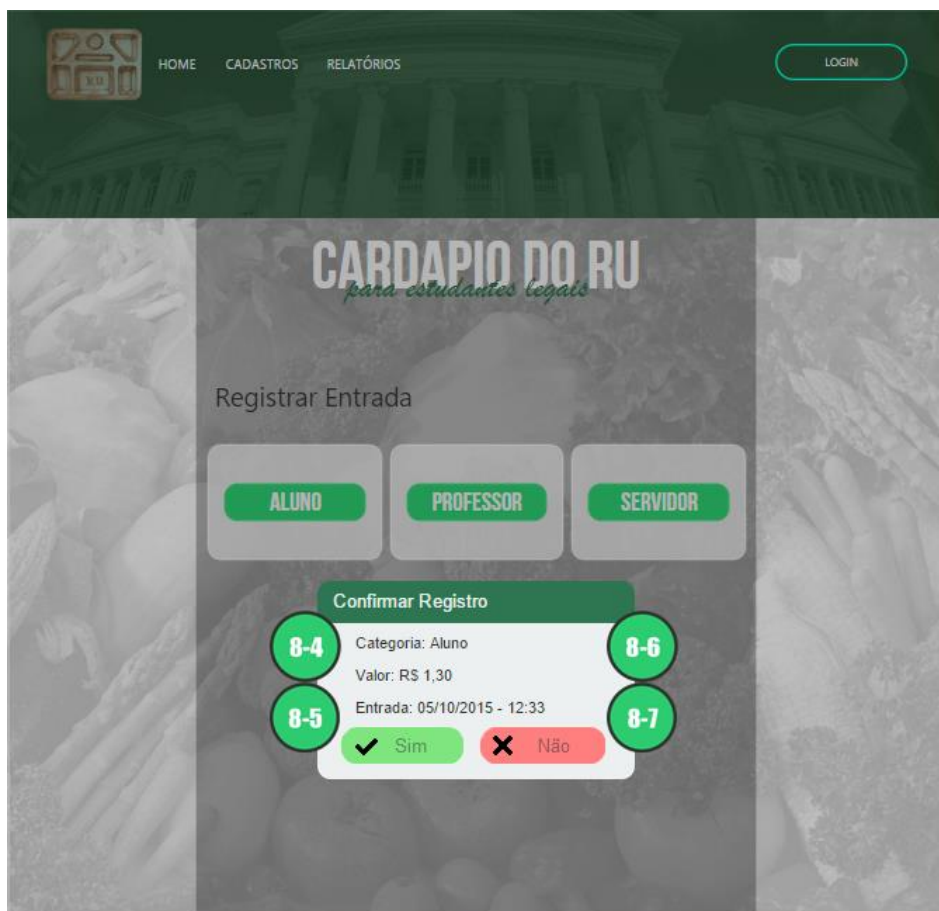 HOME CADASTROS RELATÓRIOS LOGIN
RU
CARDAPIO DO RU
para estudantes legais
Registrar Entrada
ALUNO PROFESSOR SERVIDOR
Confirmar Registro
8-4 Categoria: Aluno 8-6
Valor: R$ 1,30
8-5 Entrada: 05/10/2015 - 12:33 8-7
Sim Não